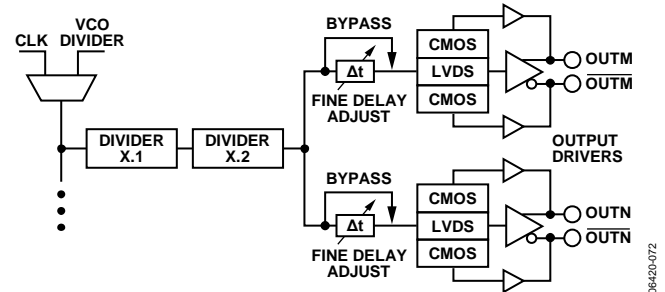 CLK
VCO
DIVIDER
DIVIDER
X.1
DIVIDER
X.2
BYPASS
Δt
FINE DELAY
ADJUST
CMOS
LVDS
CMOS
OUTM
OUTM
OUTPUT
DRIVERS
BYPASS
Δt
FINE DELAY
ADJUST
CMOS
LVDS
CMOS
OUTN
OUTN
06420-072